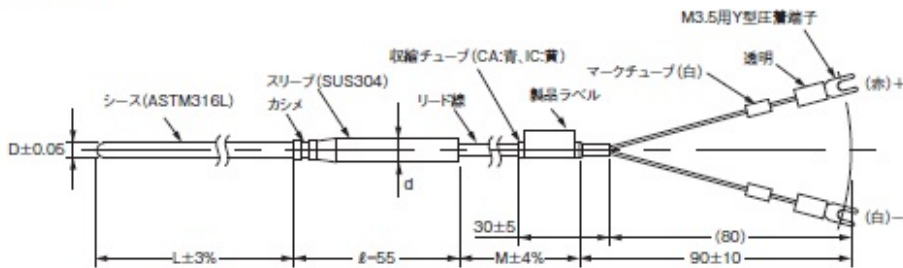 M3.5用Y型圧着端子
収縮チューブ(CA:青、IC:黄)
透明
マークチューブ(白)
スリーブ(SUS304)
(赤)+
シース(ASTM316L)
カシメ
リード線
製品ラベル
D±0.05
d
(白)−
30±5
(80)
L±3%
ℓ=55
M±4%
90±10